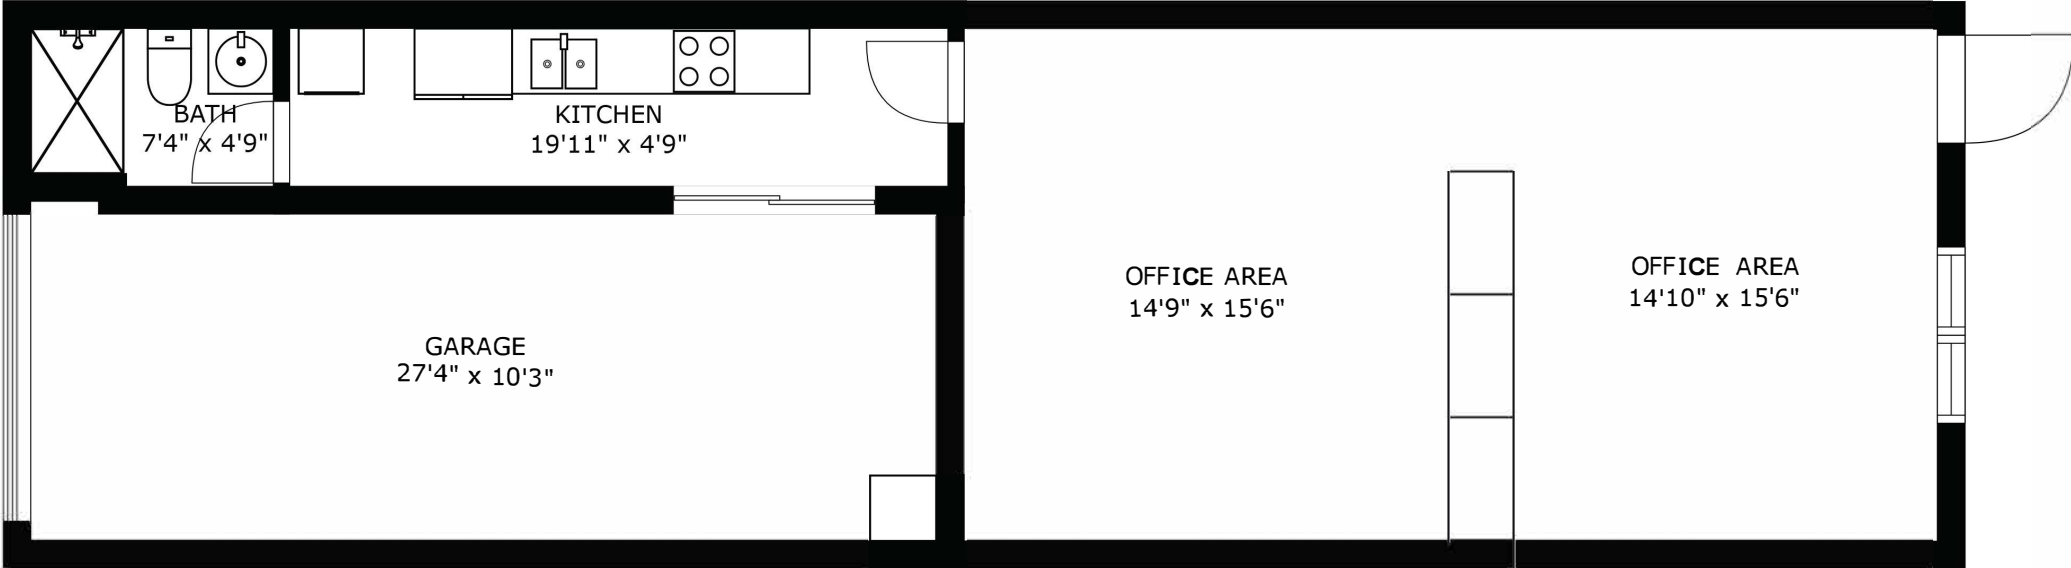 BATH
7'4" x 4'9"
KITCHEN
19'11" x 4'9"
OFFICE AREA
14'9" x 15'6"
OFFICE AREA
14'10" x 15'6"
GARAGE
27'4" x 10'3"